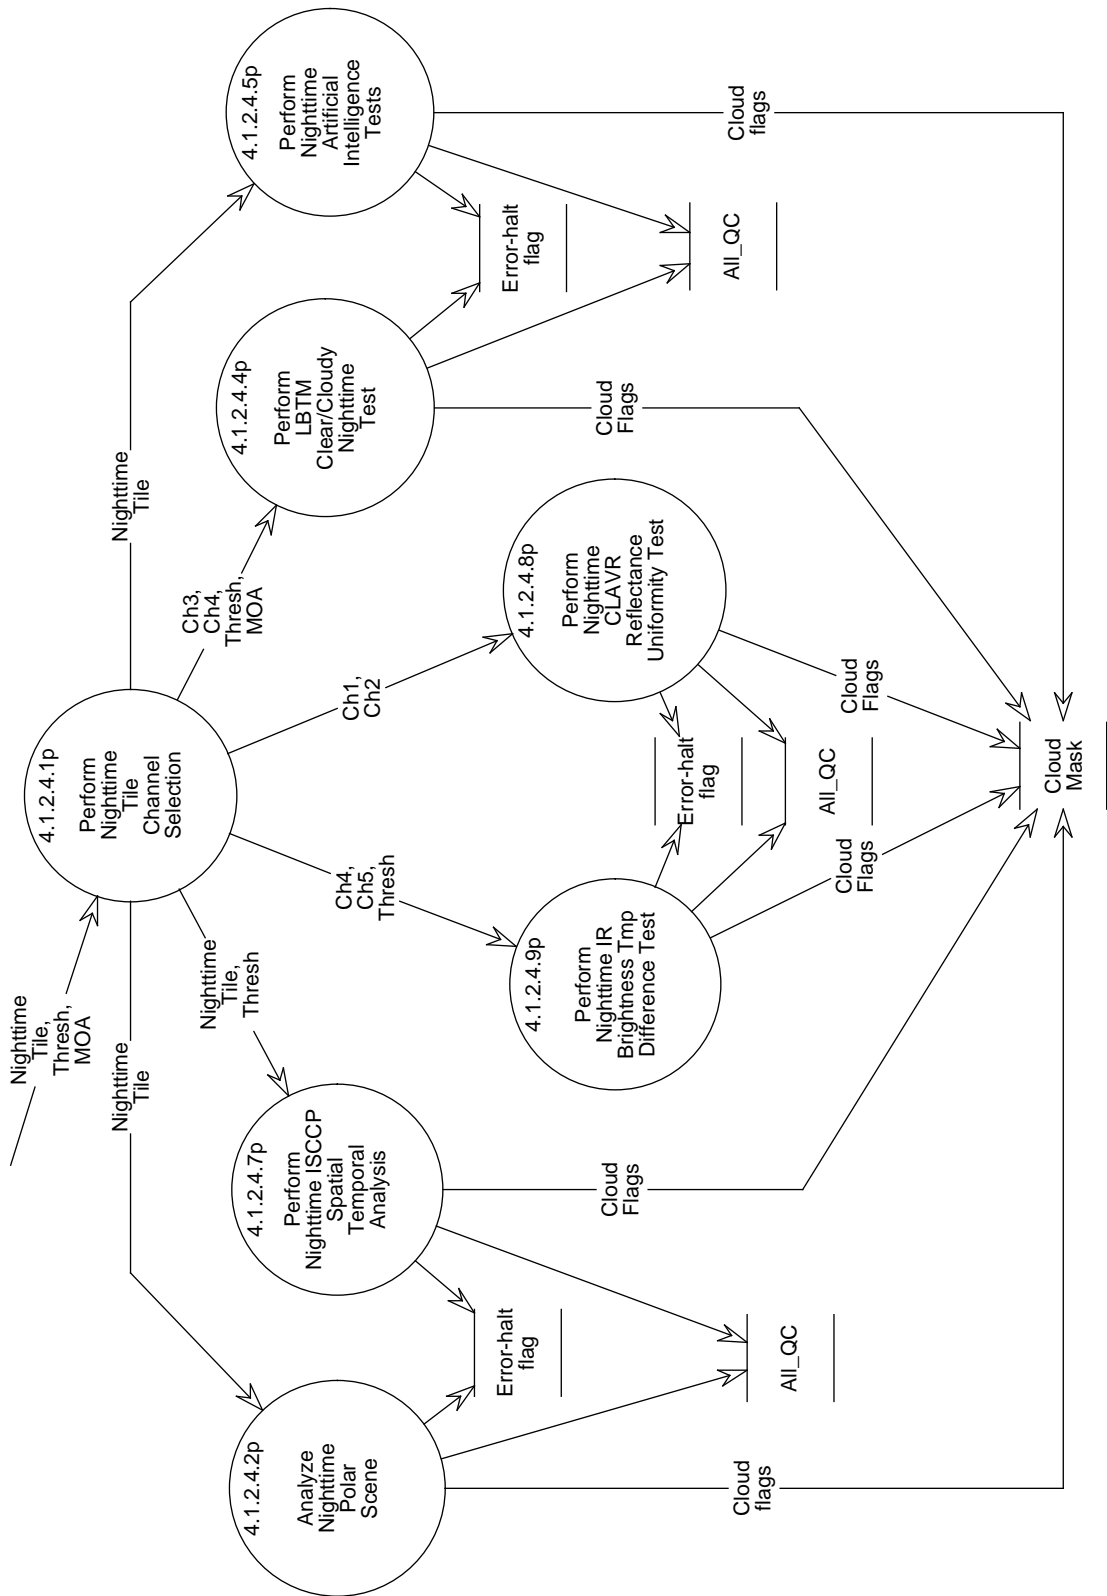 Nighttime
Tile,
Thresh,
MOA
4.1.2.4.1p
Perform
Nighttime
Tile
Channel
Selection
Nighttime
Tile
Nighttime
Tile,
Thresh
Ch4,
Ch5,
Thresh
Ch1,
Ch2
Ch3,
Ch4,
Thresh,
MOA
Nighttime
Tile
4.1.2.4.2p
Analyze
Nighttime
Polar
Scene
4.1.2.4.7p
Perform
Nighttime ISCCP
Spatial
Temporal
Analysis
4.1.2.4.9p
Perform
Nighttime IR
Brightness Tmp
Difference Test
4.1.2.4.8p
Perform
Nighttime
CLAVR
Reflectance
Uniformity Test
4.1.2.4.4p
Perform
LBTM
Clear/Cloudy
Nighttime
Test
4.1.2.4.5p
Perform
Nighttime
Artificial
Intelligence
Tests
Error-halt
flag
Error-halt
flag
Error-halt
flag
All_QC
All_QC
All_QC
Cloud
flags
Cloud
Flags
Cloud
Flags
Cloud
Flags
Cloud
Flags
Cloud
flags
Cloud
Mask